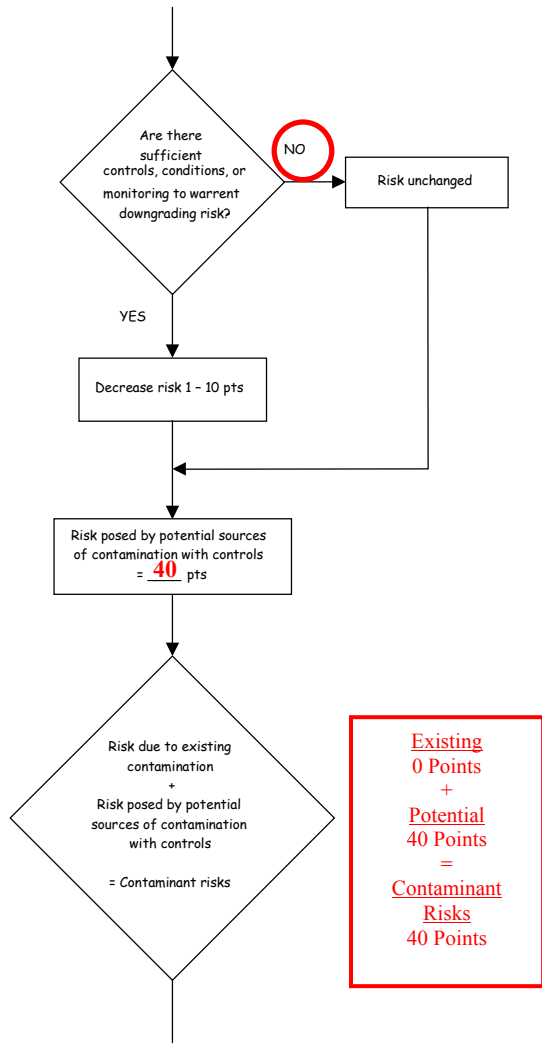 Are there
sufficient
controls, conditions, or
monitoring to warrent
downgrading risk?
NO
Risk unchanged
YES
Decrease risk 1 – 10 pts
Risk posed by potential sources
of contamination with controls
= 40 pts
Risk due to existing
contamination
+
Risk posed by potential
sources of contamination
with controls
= Contaminant risks
Existing
0 Points
+
Potential
40 Points
=
Contaminant
Risks
40 Points